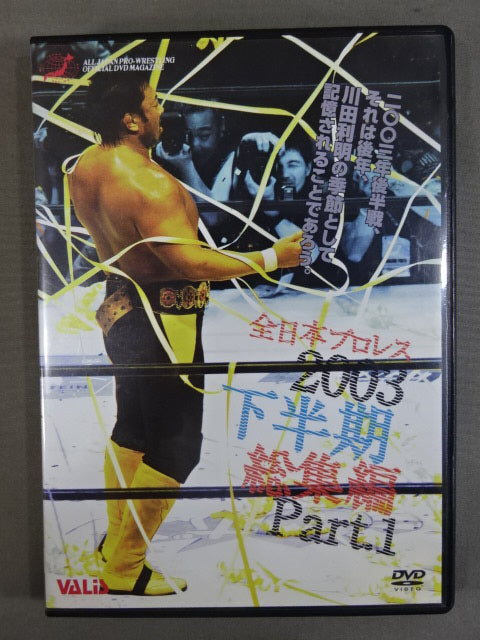 ALL JAPAN PRO-WRESTLING
OFFICIAL DVD MAGAZINE
二〇〇三年後半戦、
それは後年、
川田利明の季節として
記憶されることであろう。
全日本プロレス
2003
下半期
総集編
Part.1
VALiS
DVD
VIDEO